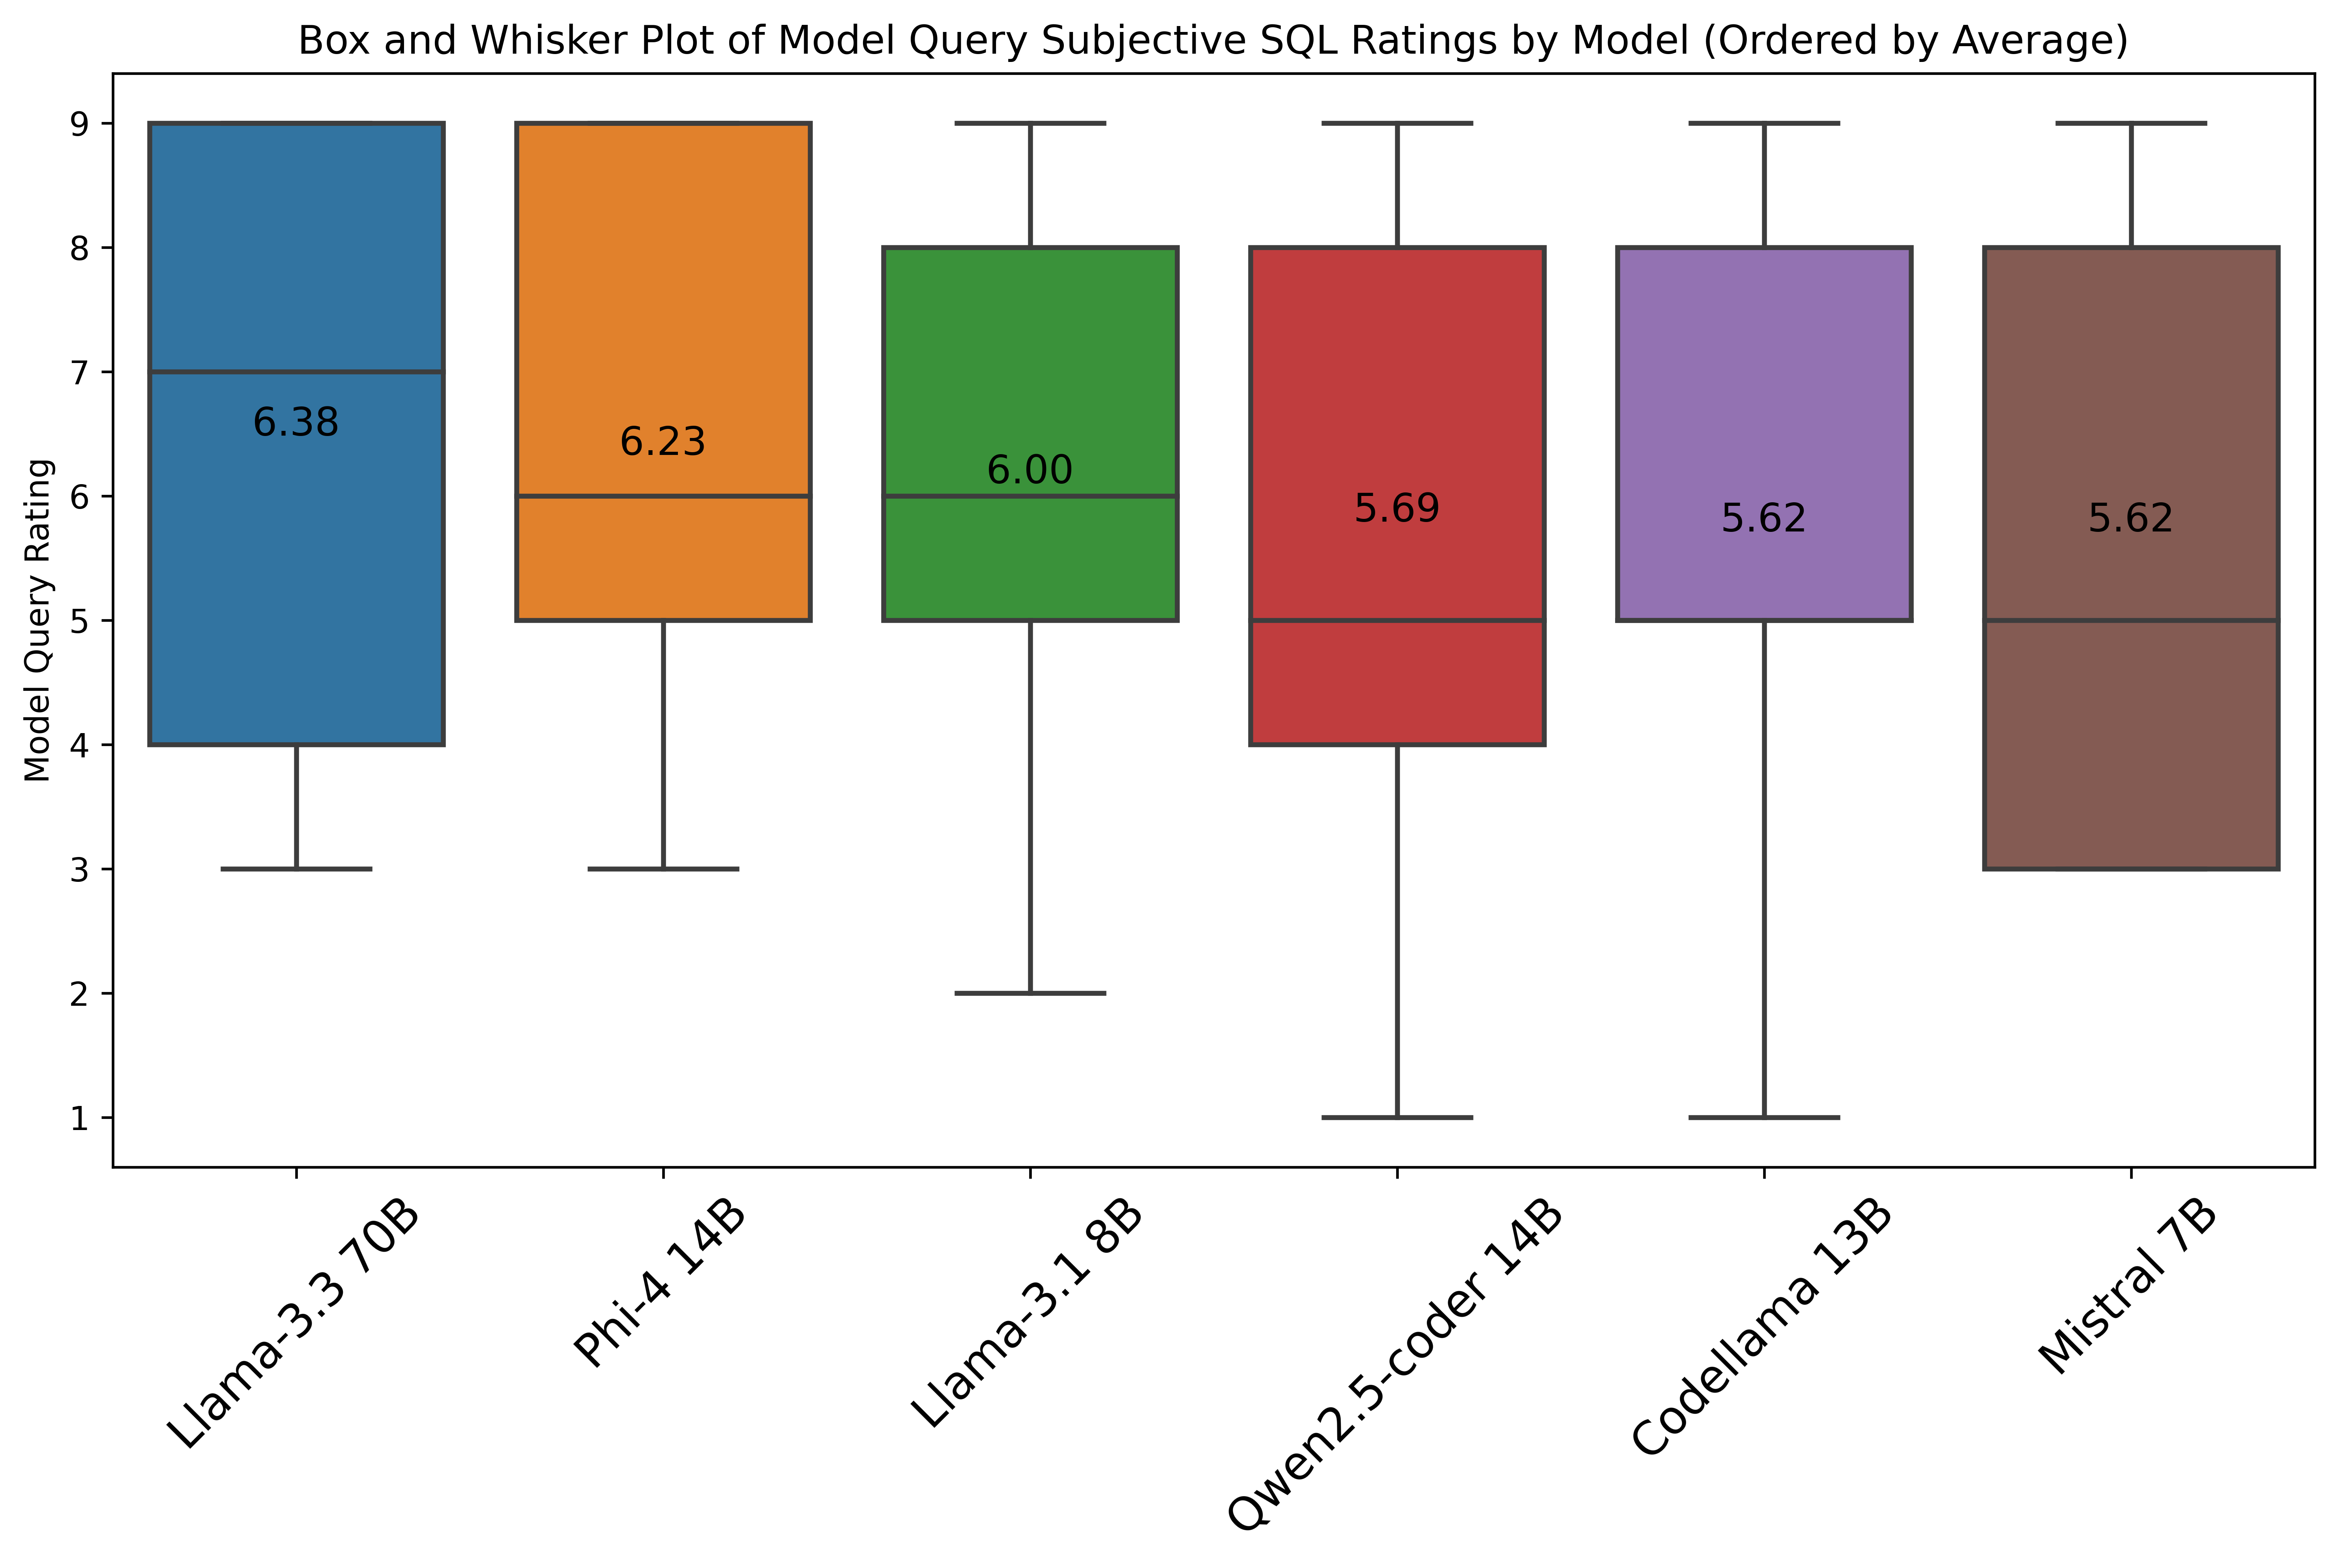 Box and Whisker Plot of Model Query Subjective SQL Ratings by Model (Ordered by Average)
Model Query Rating
9
8
7
6
5
4
3
2
1
6.38
6.23
6.00
5.69
5.62
5.62
Llama-3.3 70B
Phi-4 14B
Llama-3.1 8B
Qwen2.5-coder 14B
Codellama 13B
Mistral 7B